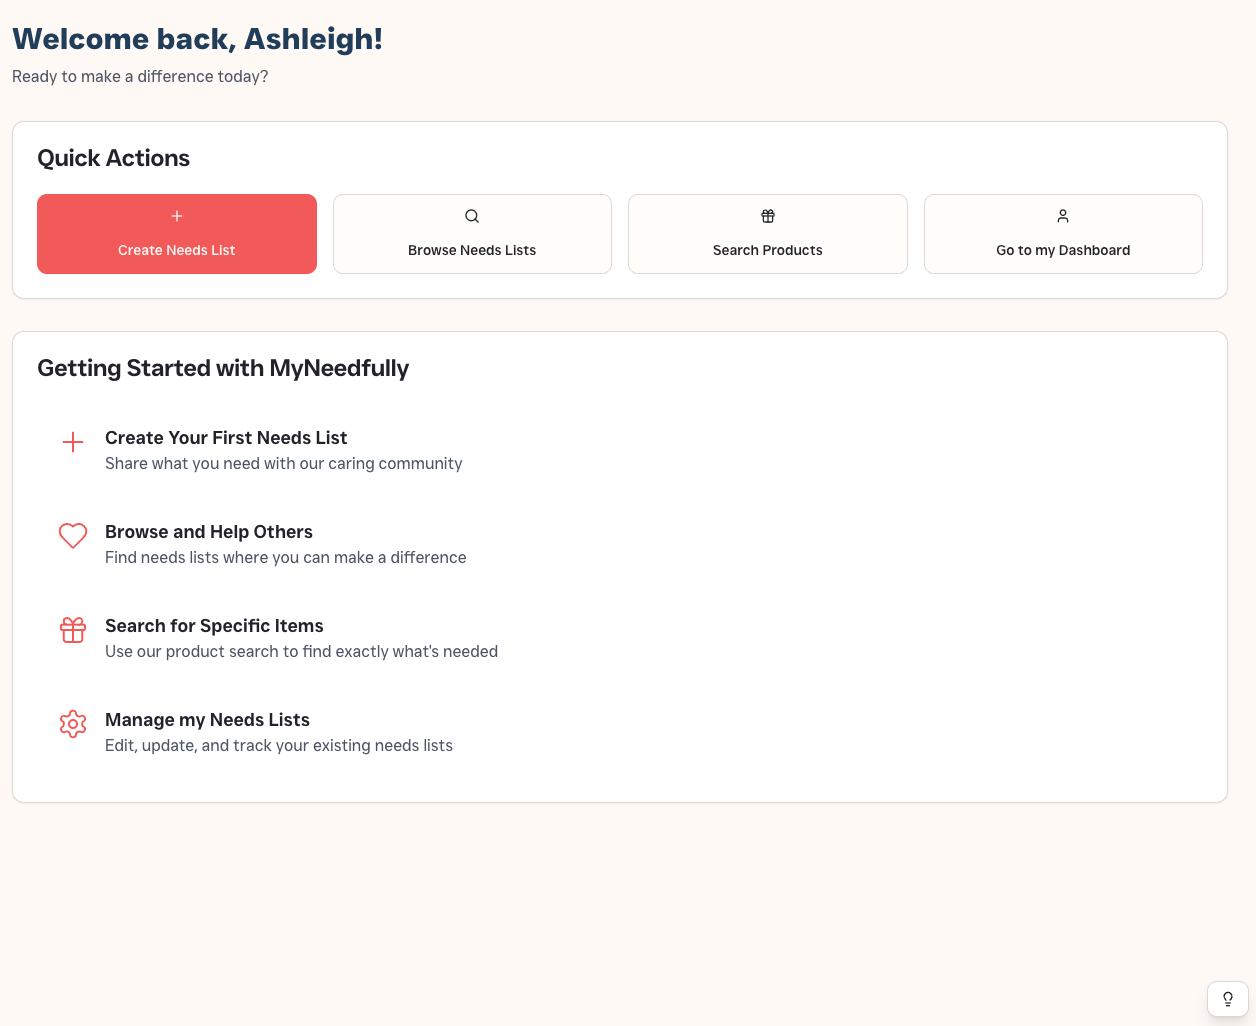 Welcome back, Ashleigh!
Ready to make a difference today?
Quick Actions
Create Needs List
Browse Needs Lists
Search Products
Go to my Dashboard
Getting Started with MyNeedfully
Create Your First Needs List
Share what you need with our caring community
Browse and Help Others
Find needs lists where you can make a difference
Search for Specific Items
Use our product search to find exactly what's needed
Manage my Needs Lists
Edit, update, and track your existing needs lists